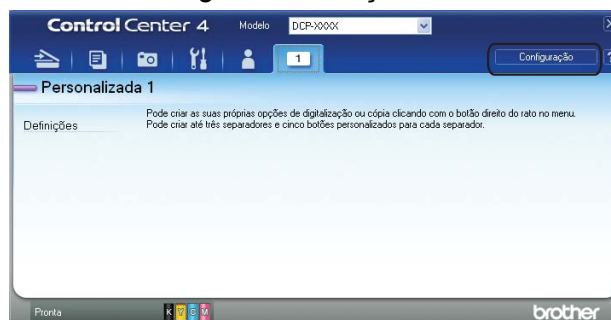 Control Center 4 Modelo DCP-XXXX
1 Configuração ?
Personalizada 1
Definições
Pode criar as suas próprias opções de digitalização ou cópia clicando com o botão direito do rato no menu.
Pode criar até três separadores e cinco botões personalizados para cada separador.
Pronta K Y C M brother